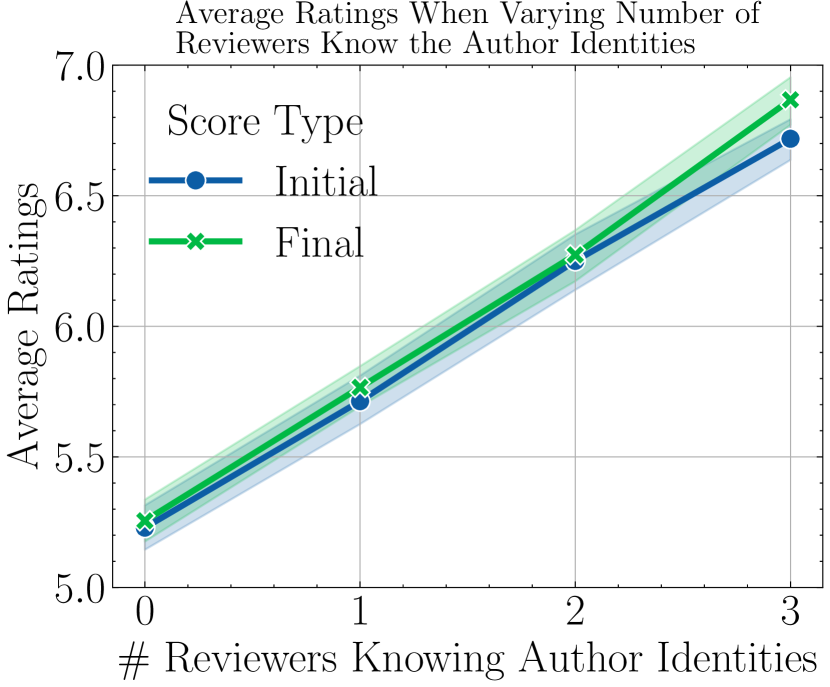 Average Ratings When Varying Number of
Reviewers Know the Author Identities
7.0
6.5
6.0
5.5
5.0
Average Ratings
Score Type
Initial
Final
0 1 2 3
# Reviewers Knowing Author Identities